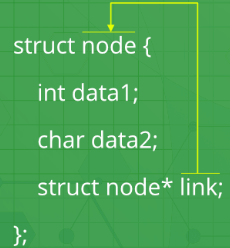 struct node {
int data1;
char data2;
struct node* link;
};